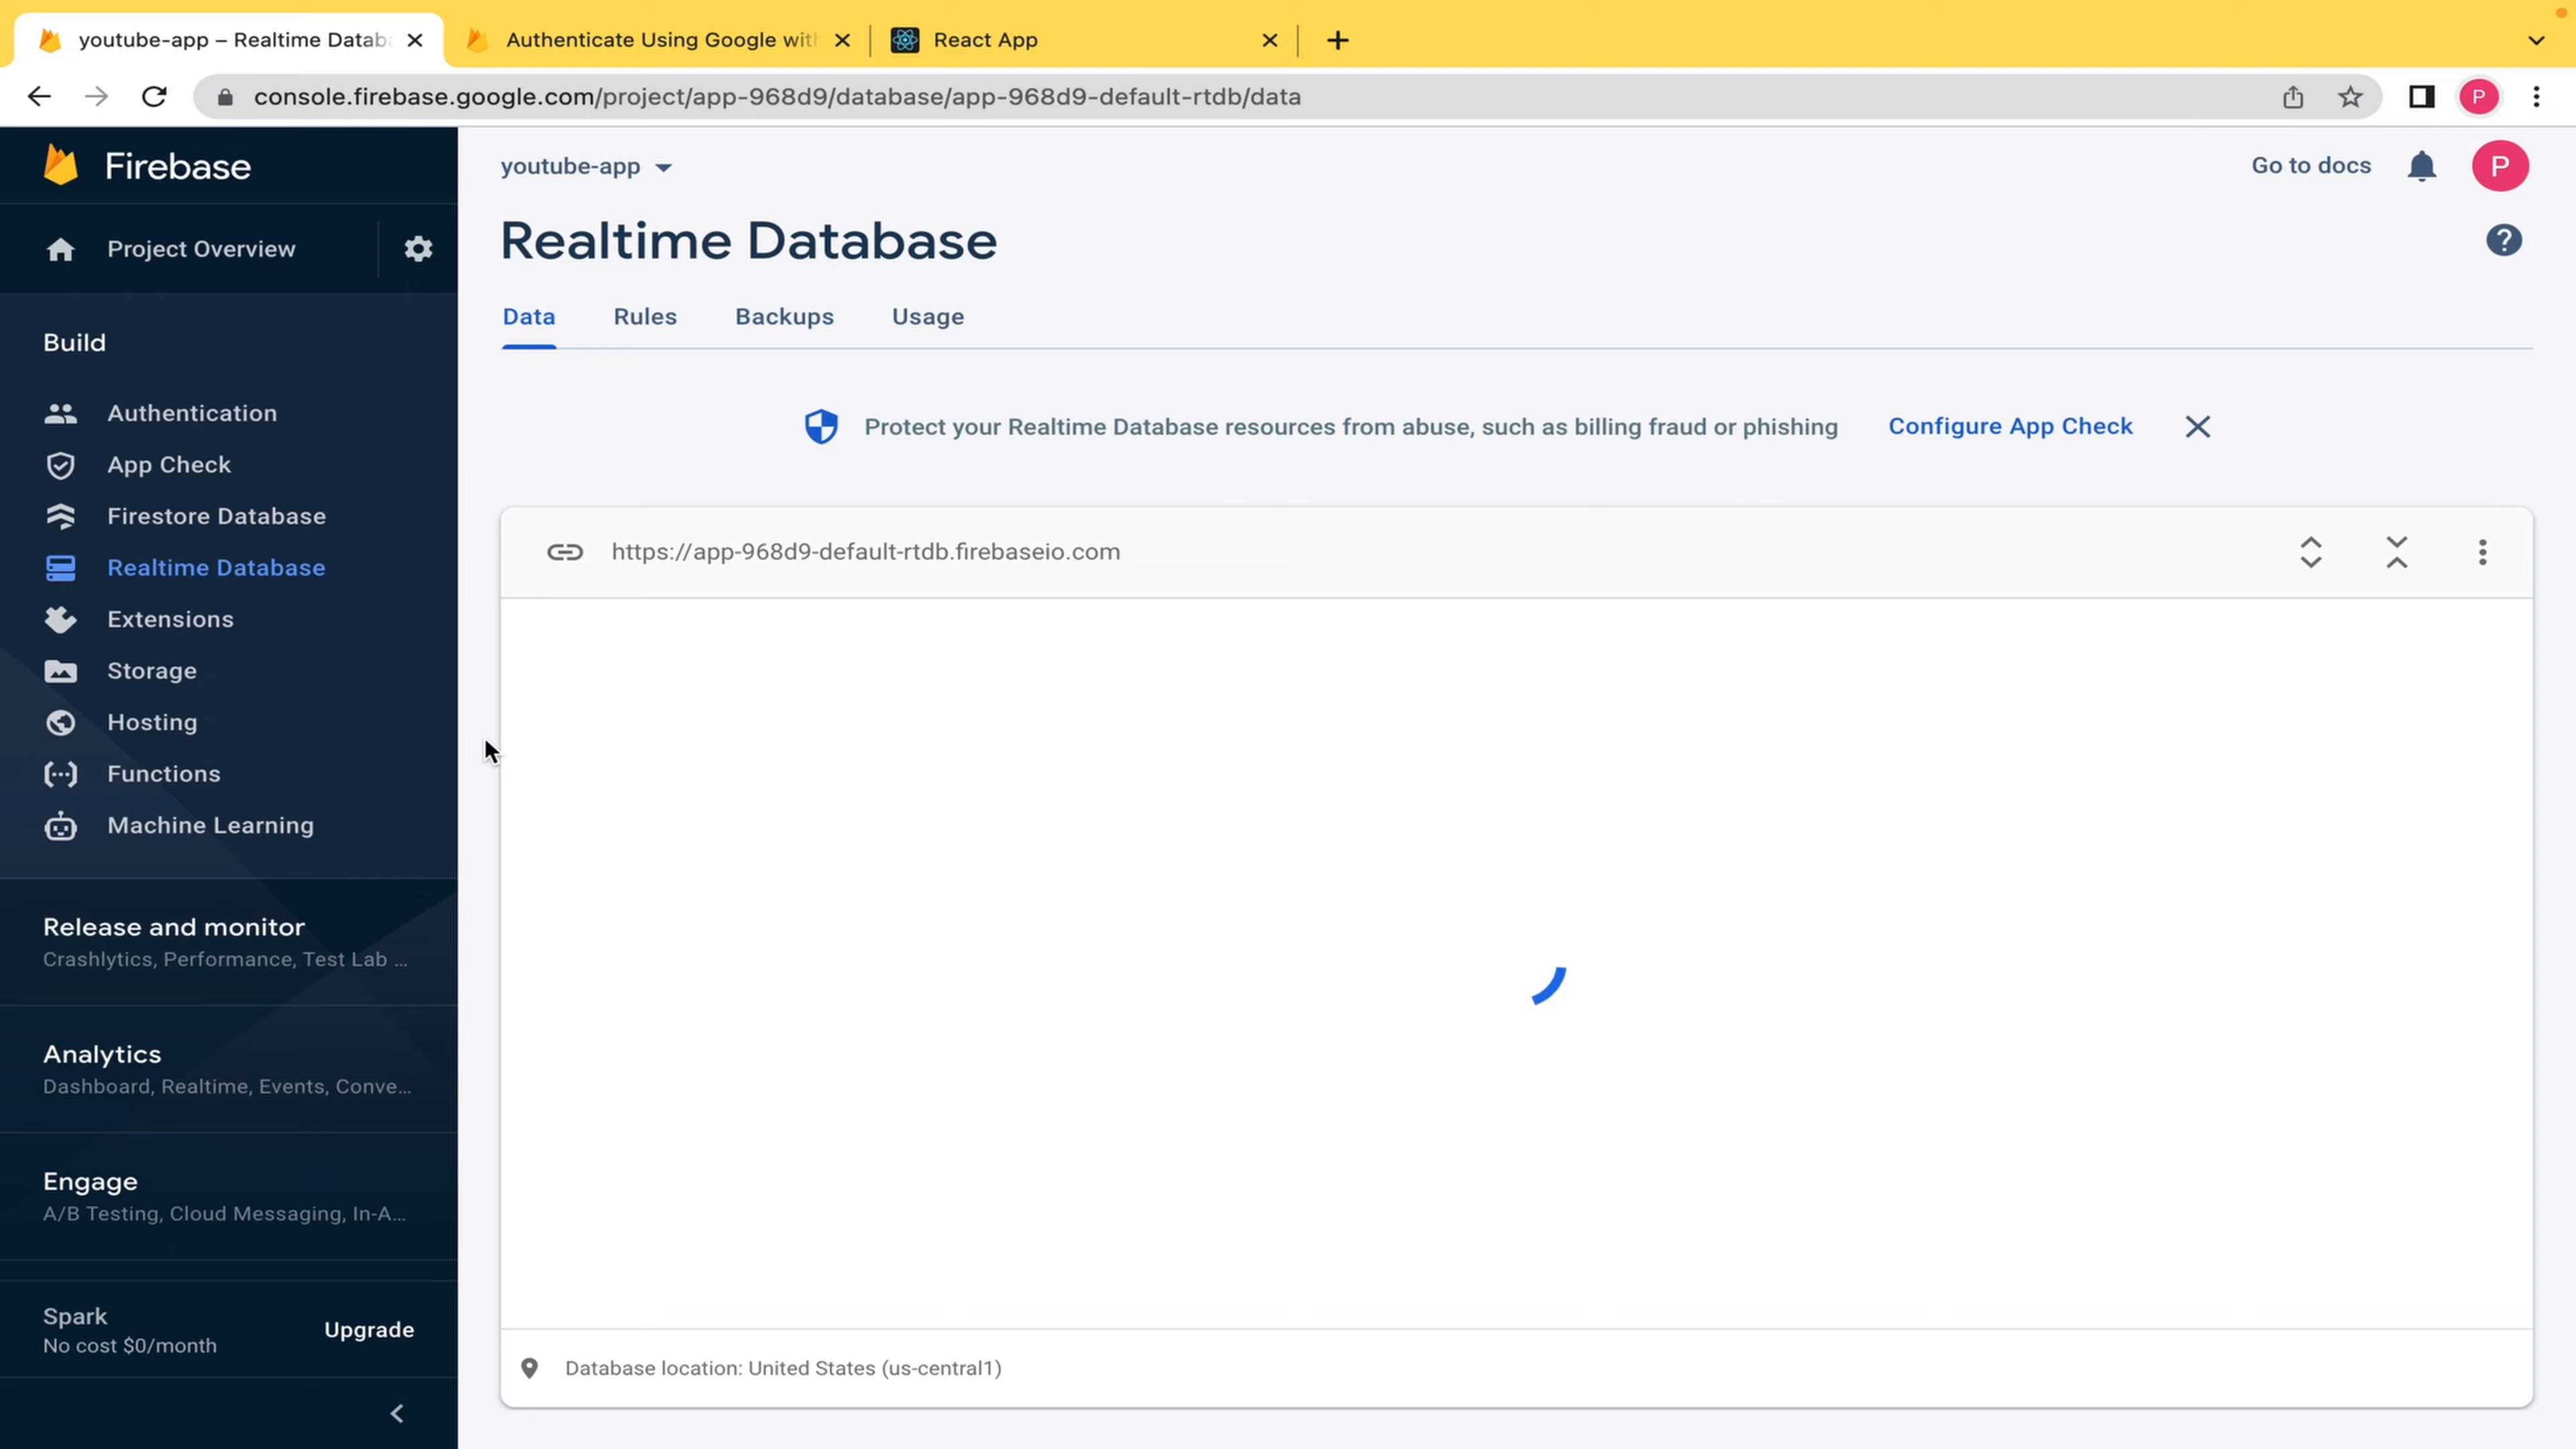 youtube-app – Realtime Datab
Authenticate Using Google with
React App
console.firebase.google.com/project/app-968d9/database/app-968d9-default-rtdb/data
P
Firebase
Project Overview
Build
Authentication
App Check
Firestore Database
Realtime Database
Extensions
Storage
Hosting
Functions
Machine Learning
Release and monitor
Crashlytics, Performance, Test Lab ...
Analytics
Dashboard, Realtime, Events, Conve...
Engage
A/B Testing, Cloud Messaging, In-A...
Spark
No cost $0/month
Upgrade
youtube-app
Go to docs
P
Realtime Database
?
Data Rules Backups Usage
Protect your Realtime Database resources from abuse, such as billing fraud or phishing Configure App Check
https://app-968d9-default-rtdb.firebaseio.com
Database location: United States (us-central1)